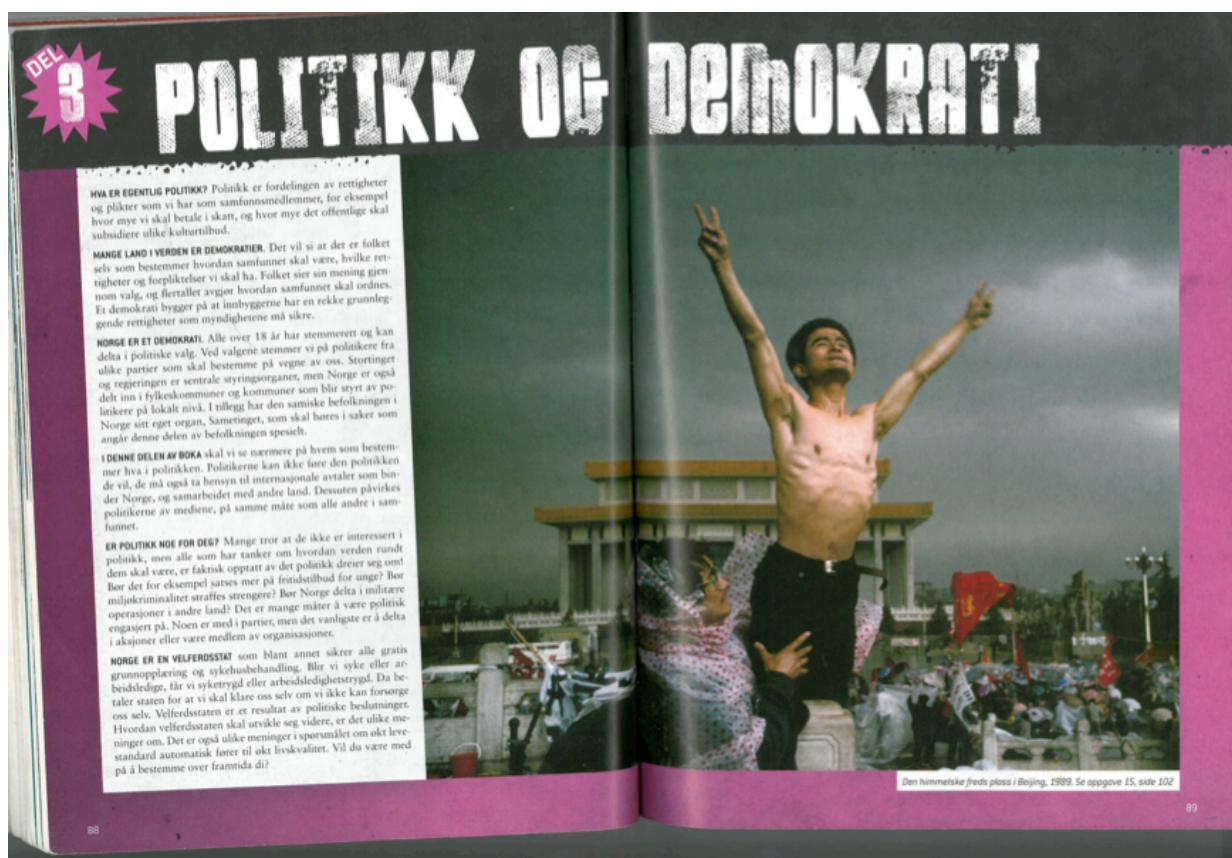 DEL
3
POLITIKK OG DEMOKRATI
HVA ER EGENTLIG POLITIKK? Politikk er fordelingen av rettigheter
og plikter som vi har som samfunnsmedlemmer, for eksempel
hvor mye vi skal betale i skatt, og hvor mye det offentlige skal
subsidiere ulike kulturtilbud.
MANGE LAND I VERDEN ER DEMOKRATIER. Det vil si at det er folket
selv som bestemmer hvordan samfunnet skal være, hvilke ret-
tigheter og forpliktelser vi skal ha. Folket sier sin mening gjen-
nom valg, og flertallet avgjør hvordan samfunnet skal ordnes.
Et demokrati bygger på at innbyggerne har en rekke grunnleg-
gende rettigheter som myndighetene må sikre.
NORGE ER ET DEMOKRATI. Alle over 18 år har stemmerett og kan
delta i politiske valg. Ved valgene stemmer vi på politikere fra
ulike partier som skal bestemme på vegne av oss. Stortinget
og regjeringen er sentrale styringsorganer, men Norge er også
delt inn i fylkeskommuner og kommuner som blir styrt av po-
litikere på lokalt nivå. I tillegg har den samiske befolkningen i
Norge sitt eget organ, Sametinget, som skal høres i saker som
angår denne delen av befolkningen spesielt.
I DENNE DELEN AV BOKA skal vi se nærmere på hvem som bestem-
mer hva i politikken. Politikerne kan ikke føre den politikken
de vil, de må også ta hensyn til internasjonale avtaler som bin-
der Norge, og samarbeidet med andre land. Dessuten påvirkes
politikerne av mediene, på samme måte som alle andre i sam-
funnet.
ER POLITIKK NOE FOR DEG? Mange tror at de ikke er interessert i
politikk, men alle som har tanker om hvordan verden rundt
dem skal være, er faktisk opptatt av det politikk dreier seg om!
Bør det for eksempel satses mer på fritidstilbud for unge? Bør
miljøkriminalitet straffes strengere? Bør Norge delta i militære
operasjoner i andre land? Det er mange måter å være politisk
engasjert på. Noen er med i partier, men det vanligste er å delta
i aksjoner eller være medlem av organisasjoner.
NORGE ER EN VELFERDSSTAT som blant annet sikrer alle gratis
grunnopplæring og sykehusbehandling. Blir vi syke eller ar-
beidsledige, får vi syketrygd eller arbeidsledighetstrygd. Da be-
taler staten for at vi skal klare oss selv om vi ikke kan forsørge
oss selv. Velferdsstaten er et resultat av politiske beslutninger.
Hvordan velferdsstaten skal utvikle seg videre, er det ulike me-
ninger om. Det er også ulike meninger i spørsmålet om økt leve-
standard automatisk fører til økt livskvalitet. Vil du være med
på å bestemme over framtida di?
Den himmelske freds plass i Beijing, 1989. Se oppgave 15, side 102
88
89